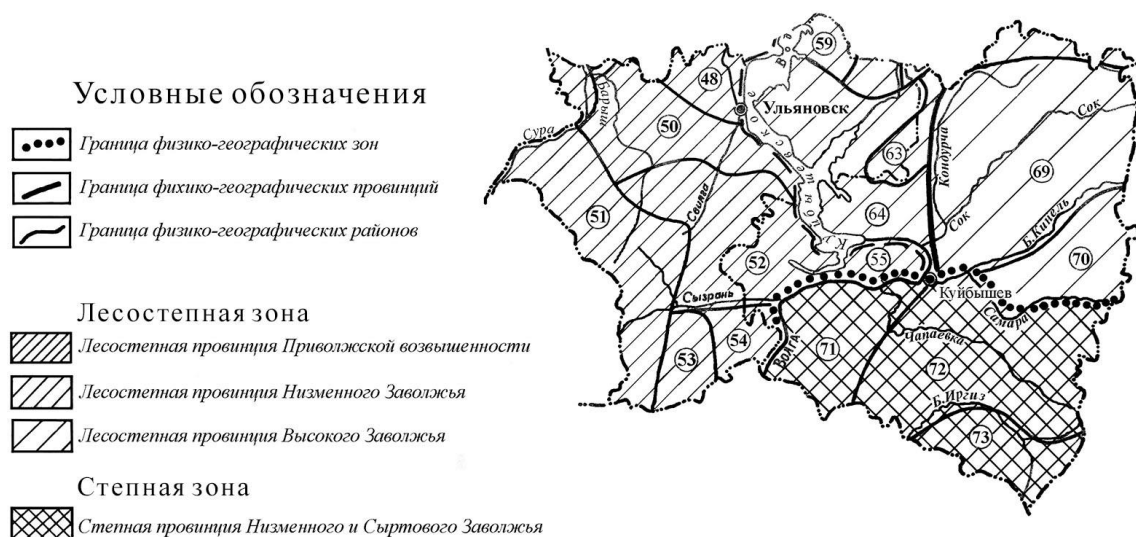 Условные обозначения
Граница физико-географических зон
Граница фихико-географических провинций
Граница физико-географических районов
Лесостепная зона
Лесостепная провинция Приволжской возвышенности
Лесостепная провинция Низменного Заволжья
Лесостепная провинция Высокого Заволжья
Степная зона
Степная провинция Низменного и Сыртового Заволжья
59
48
Ульяновск
Барыш
Сура
50
63
Кондурча
Сок
69
51
Свияга
64
Сок
Б.Кинель
Куйбышевское Во
52
55
70
Куйбышев
Сызрань
Самара
54
Волга
71
Чапаевка
53
72
Б.Иргиз
73